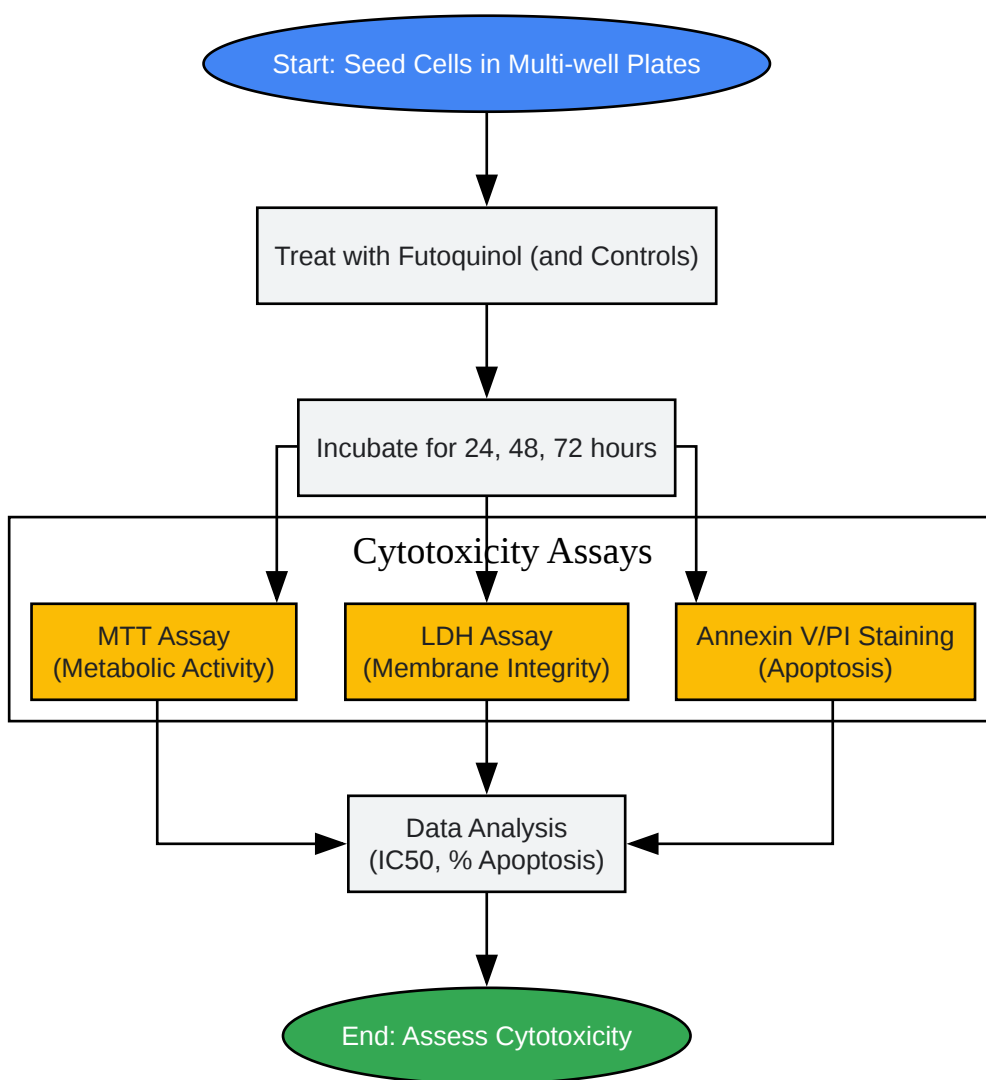 Start: Seed Cells in Multi-well Plates
Treat with Futoquinol (and Controls)
Incubate for 24, 48, 72 hours
Cytotoxicity Assays
MTT Assay
(Metabolic Activity)
LDH Assay
(Membrane Integrity)
Annexin V/PI Staining
(Apoptosis)
Data Analysis
(IC50, % Apoptosis)
End: Assess Cytotoxicity